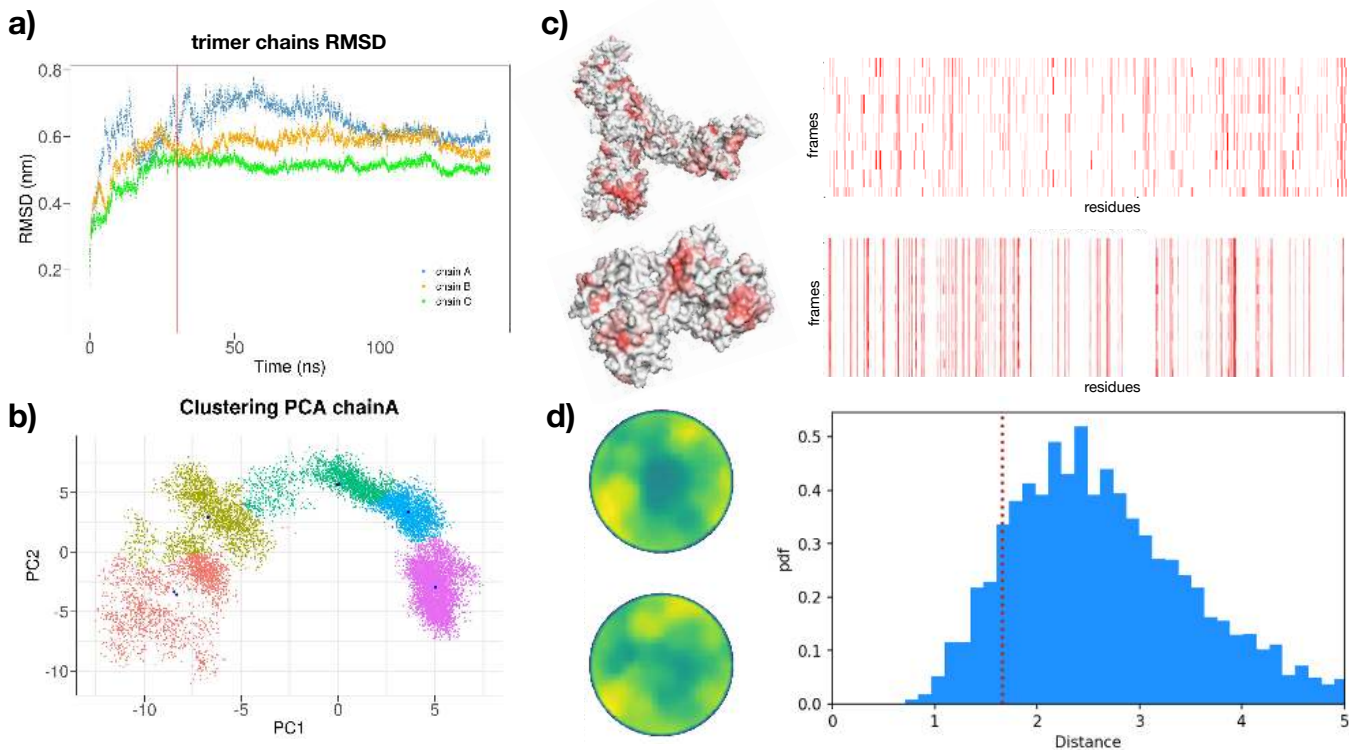 a)
trimer chains RMSD
0.8
0.6
0.4
0.2
RMSD (nm)
0
50
100
Time (ns)
chain A
chain B
chain C
b)
Clustering PCA chainA
5
0
-5
-10
PC2
-10
-5
0
5
PC1
c)
frames
residues
frames
residues
d)
0.5
0.4
0.3
0.2
0.1
0.0
pdf
0
1
2
3
4
5
Distance